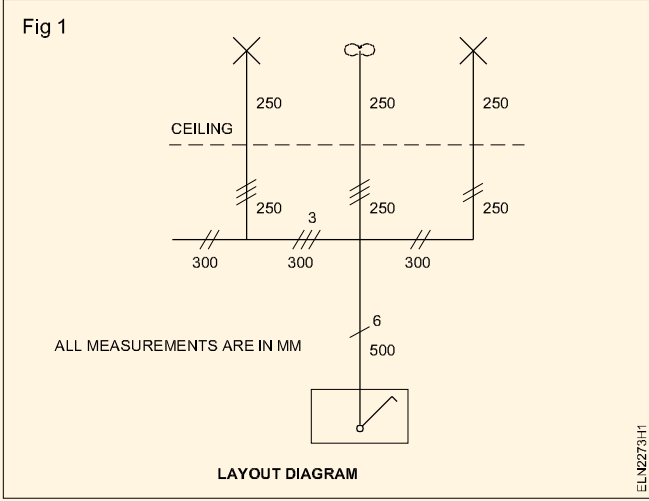 Fig 1
250
250
250
CEILING
250
250
250
3
300
300
300
6
500
ALL MEASUREMENTS ARE IN MM
LAYOUT DIAGRAM
ELN2273H1